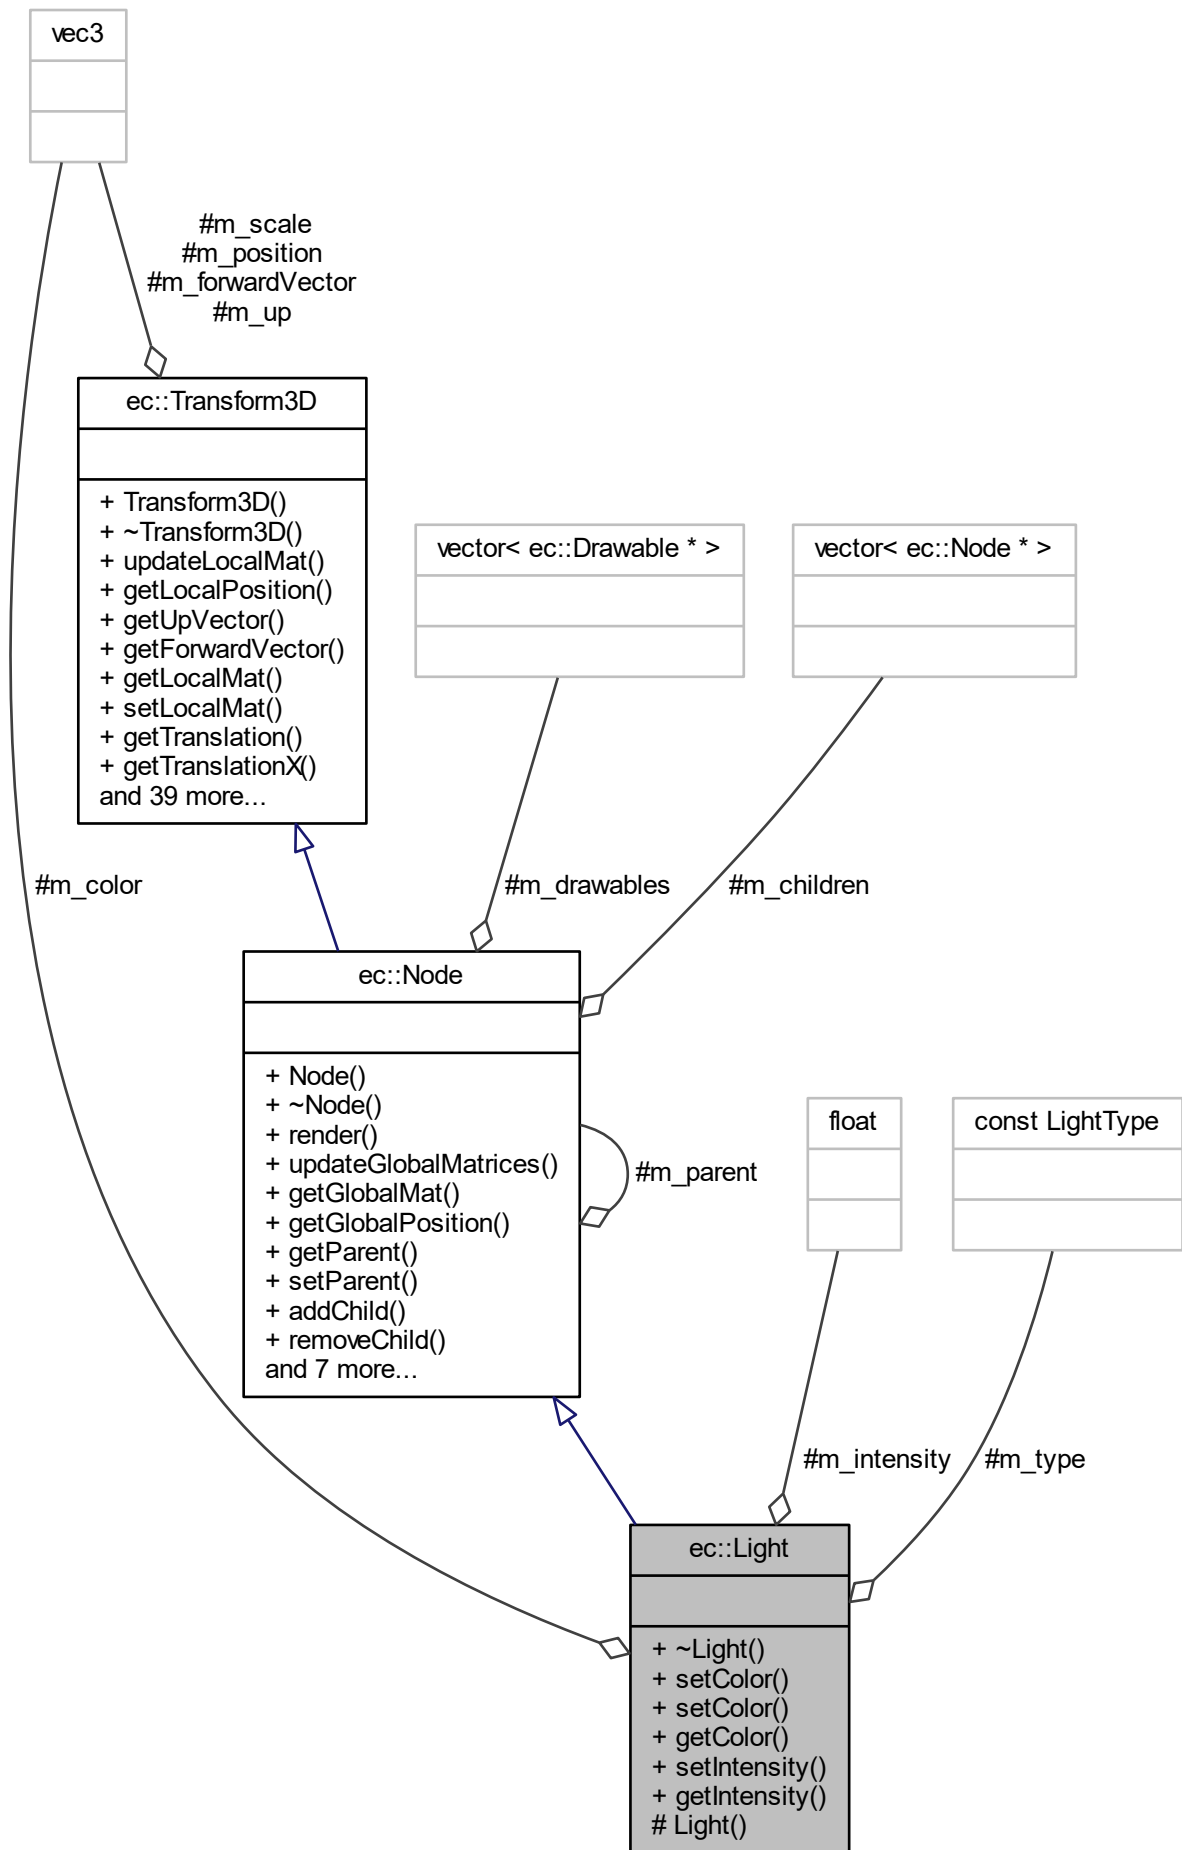 vec3
#m_scale
#m_position
#m_forwardVector
#m_up
ec::Transform3D
+ Transform3D()
+ ~Transform3D()
+ updateLocalMat()
+ getLocalPosition()
+ getUpVector()
+ getForwardVector()
+ getLocalMat()
+ setLocalMat()
+ getTranslation()
+ getTranslationX()
and 39 more...
vector< ec::Drawable * >
vector< ec::Node * >
#m_color
#m_drawables
#m_children
ec::Node
+ Node()
+ ~Node()
+ render()
+ updateGlobalMatrices()
+ getGlobalMat()
+ getGlobalPosition()
+ getParent()
+ setParent()
+ addChild()
+ removeChild()
and 7 more...
#m_parent
float
const LightType
#m_intensity
#m_type
ec::Light
+ ~Light()
+ setColor()
+ setColor()
+ getColor()
+ setIntensity()
+ getIntensity()
# Light()